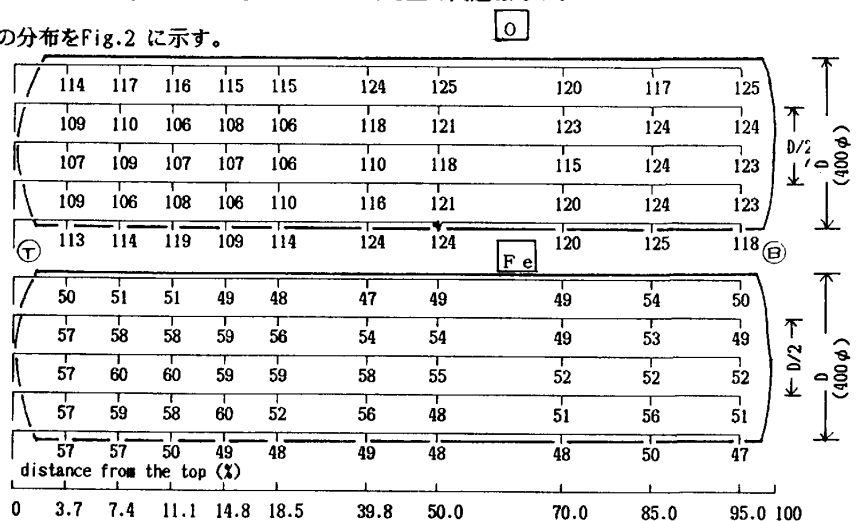 の分布をFig.2 に示す。
O
114 117 116 115 115 124 125 120 117 125
109 110 106 108 106 118 121 123 124 124
107 109 107 107 106 110 118 115 124 123
109 106 108 106 110 116 121 120 124 123
113 114 119 109 114 124 124 120 125 118
D/2
D
(400φ)
Ⓣ
Ⓑ
Fe
50 51 51 49 48 47 49 49 54 50
57 58 58 59 56 54 54 49 53 49
57 60 60 59 59 58 55 52 52 52
57 59 58 60 52 56 48 51 56 51
57 57 50 49 48 49 48 48 50 47
D/2
D
(400φ)
distance from the top (%)
0 3.7 7.4 11.1 14.8 18.5 39.8 50.0 70.0 85.0 95.0 100